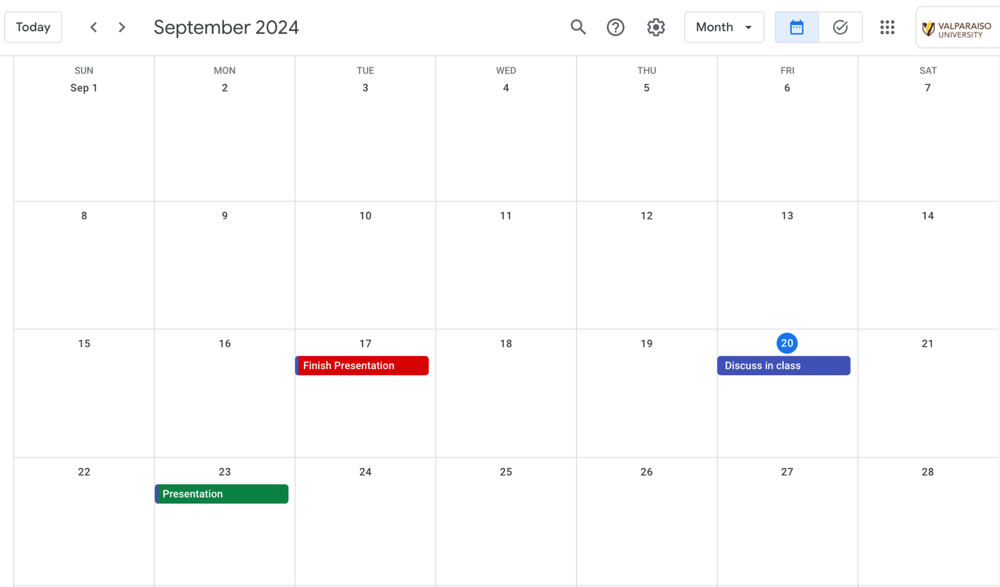 Today
September 2024
Month
VALPARAISO
UNIVERSITY
SUN MON TUE WED THU FRI SAT
Sep 1 2 3 4 5 6 7
8 9 10 11 12 13 14
15 16 17 18 19 20 21
Finish Presentation Discuss in class
22 23 24 25 26 27 28
Presentation